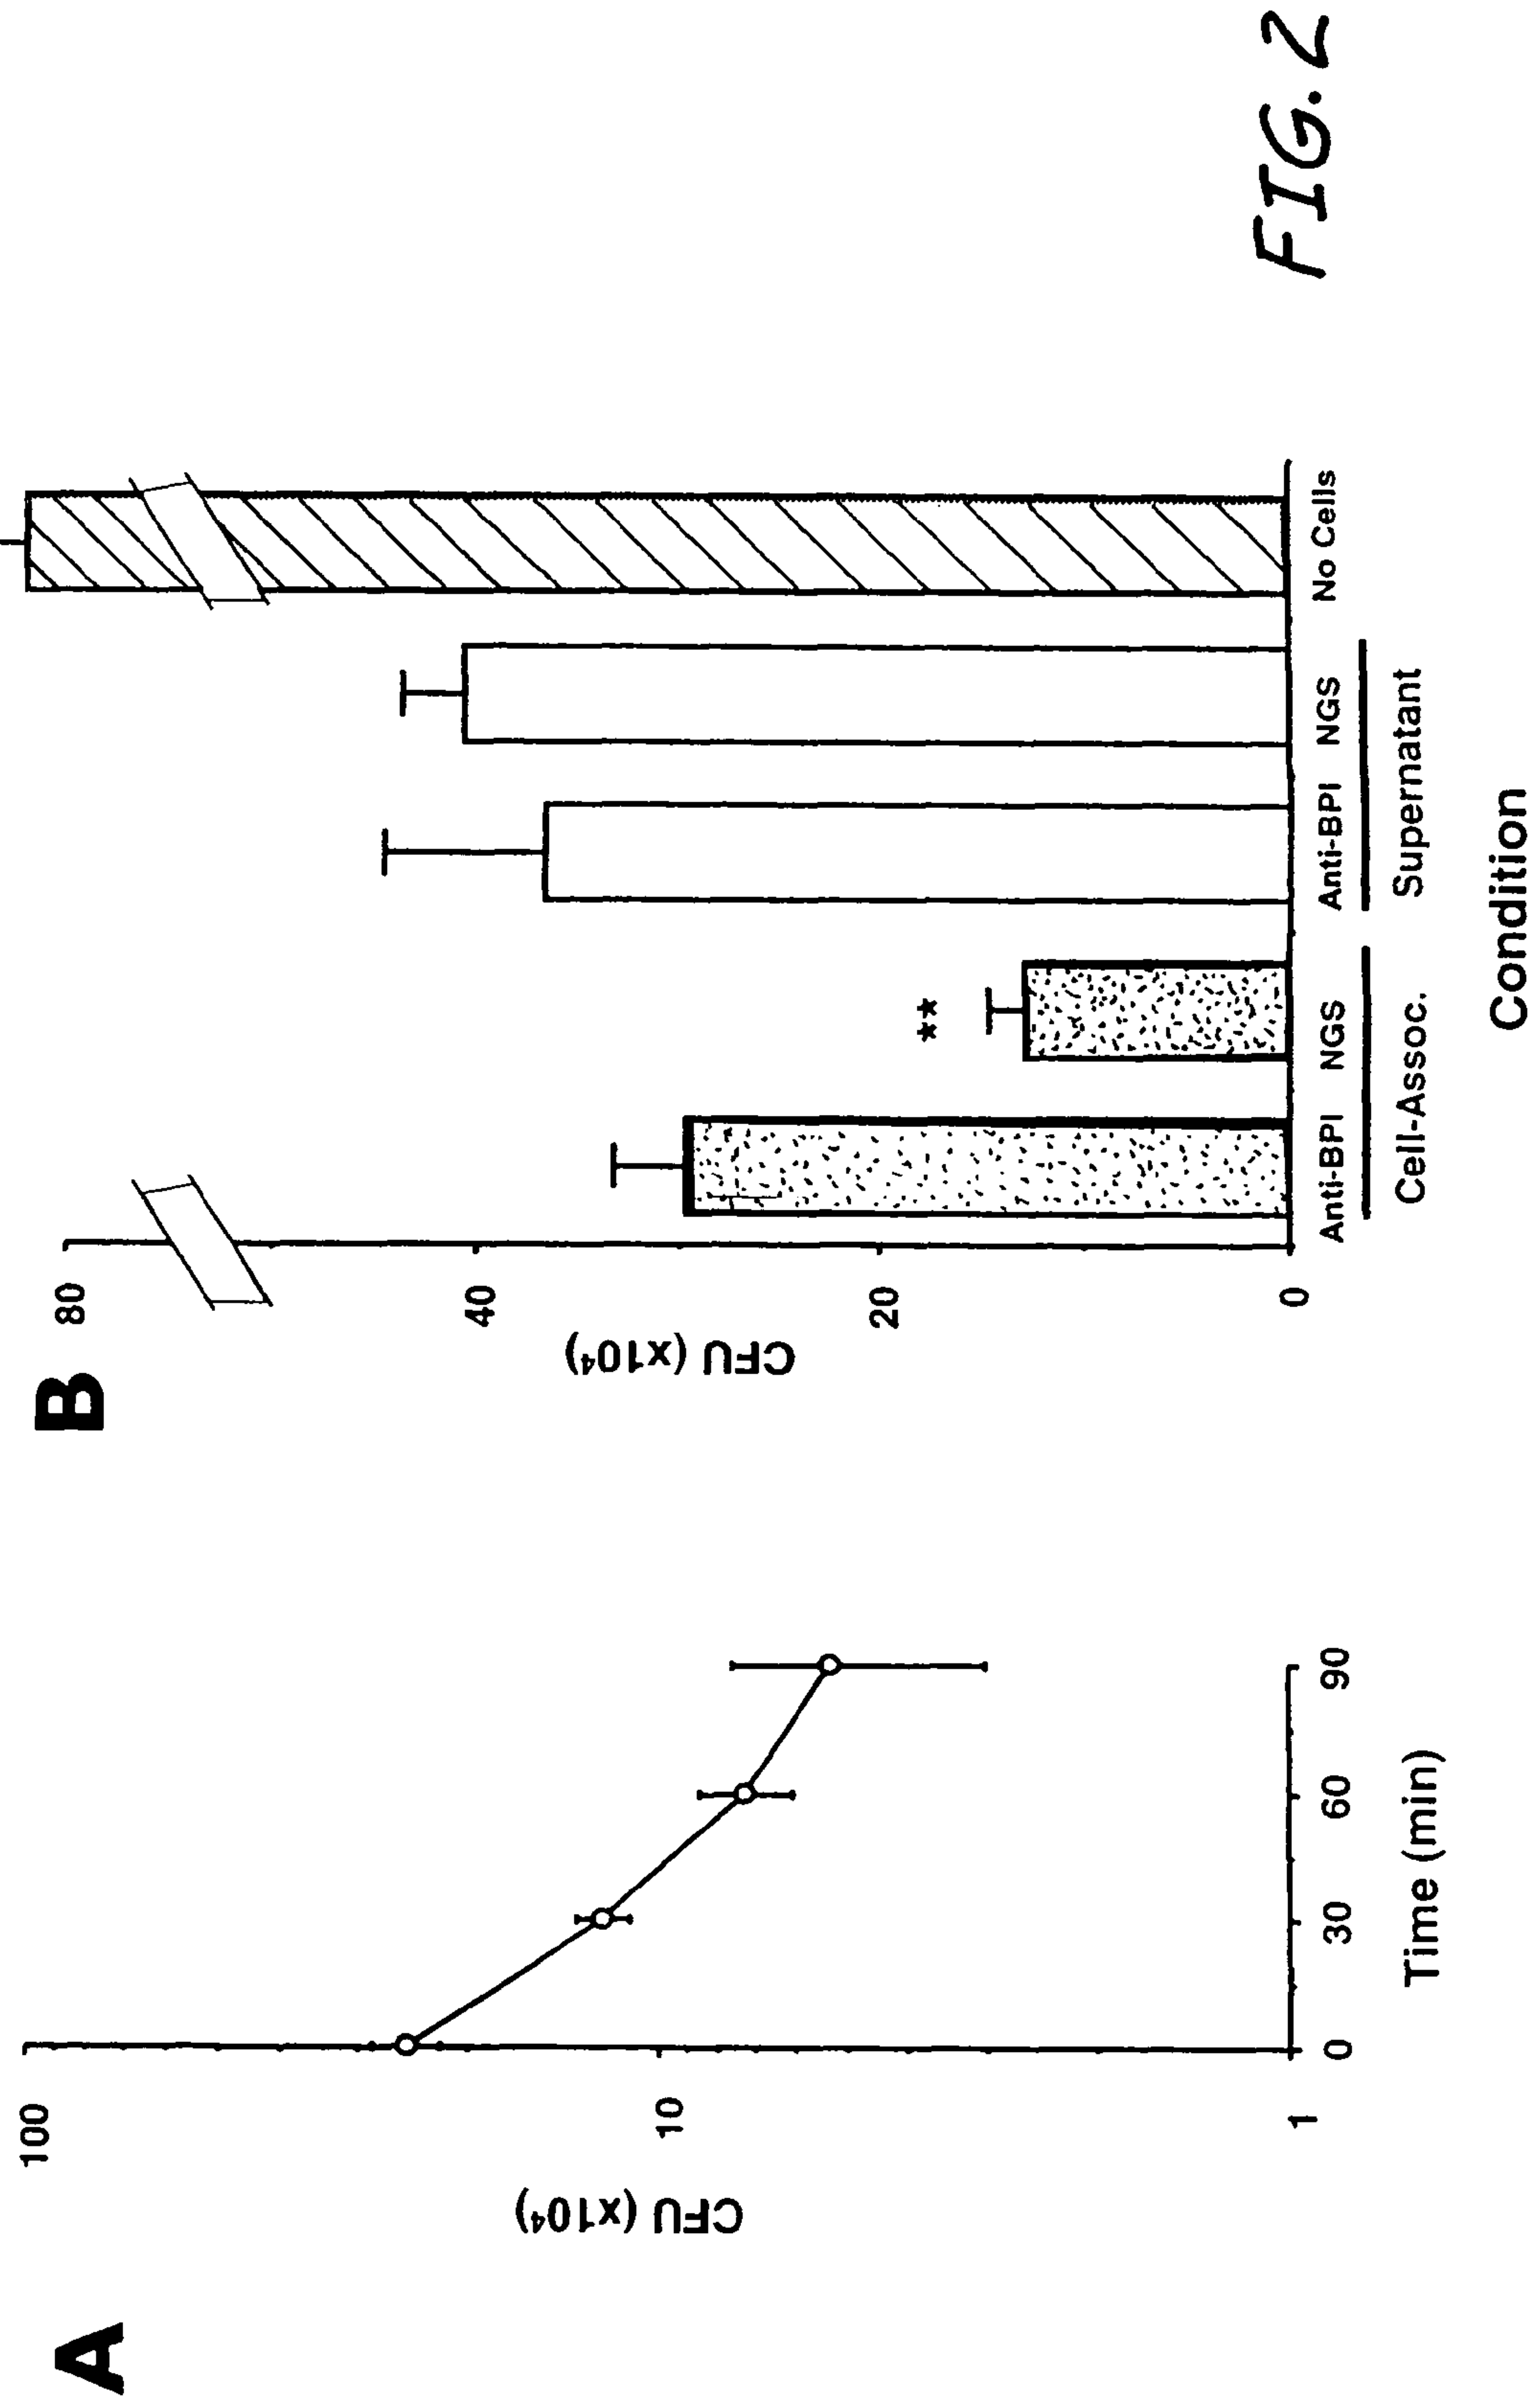 A
CFU (x10⁴)
100
10
1
0 30 60 90
Time (min)
B
CFU (x10⁴)
80
40
20
0
**
Anti-BPI NGS Anti-BPI NGS No Cells
Cell-Assoc. Supernatant
Condition
FIG. 2